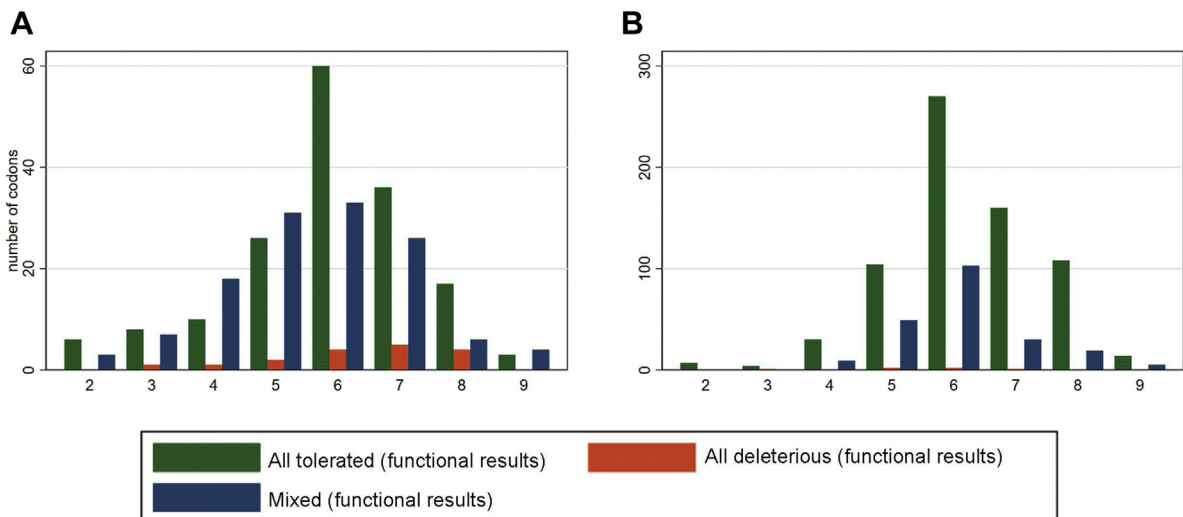 A
B
number of codons
60
40
20
0
2 3 4 5 6 7 8 9
300
200
100
0
2 3 4 5 6 7 8 9
All tolerated (functional results)
All deleterious (functional results)
Mixed (functional results)